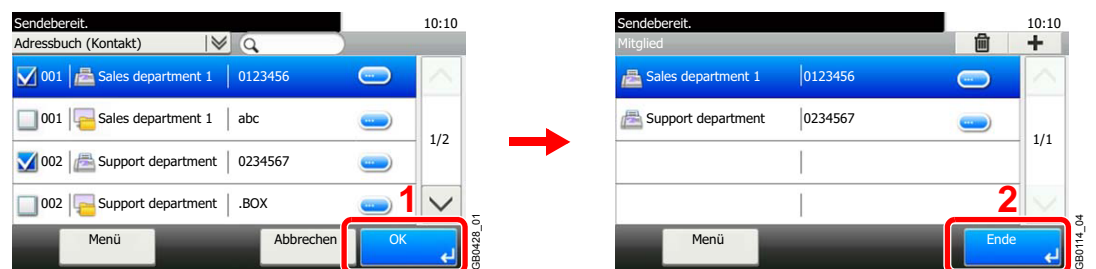 Sendebereit. 10:10
Adressbuch (Kontakt)
001 Sales department 1 0123456
001 Sales department 1 abc
1/2
002 Support department 0234567
002 Support department .BOX
1
Menü Abbrechen OK
GB0428_01
Sendebereit. 10:10
Mitglied
Sales department 1 0123456
Support department 0234567
1/1
2
Menü Ende
GB0114_04